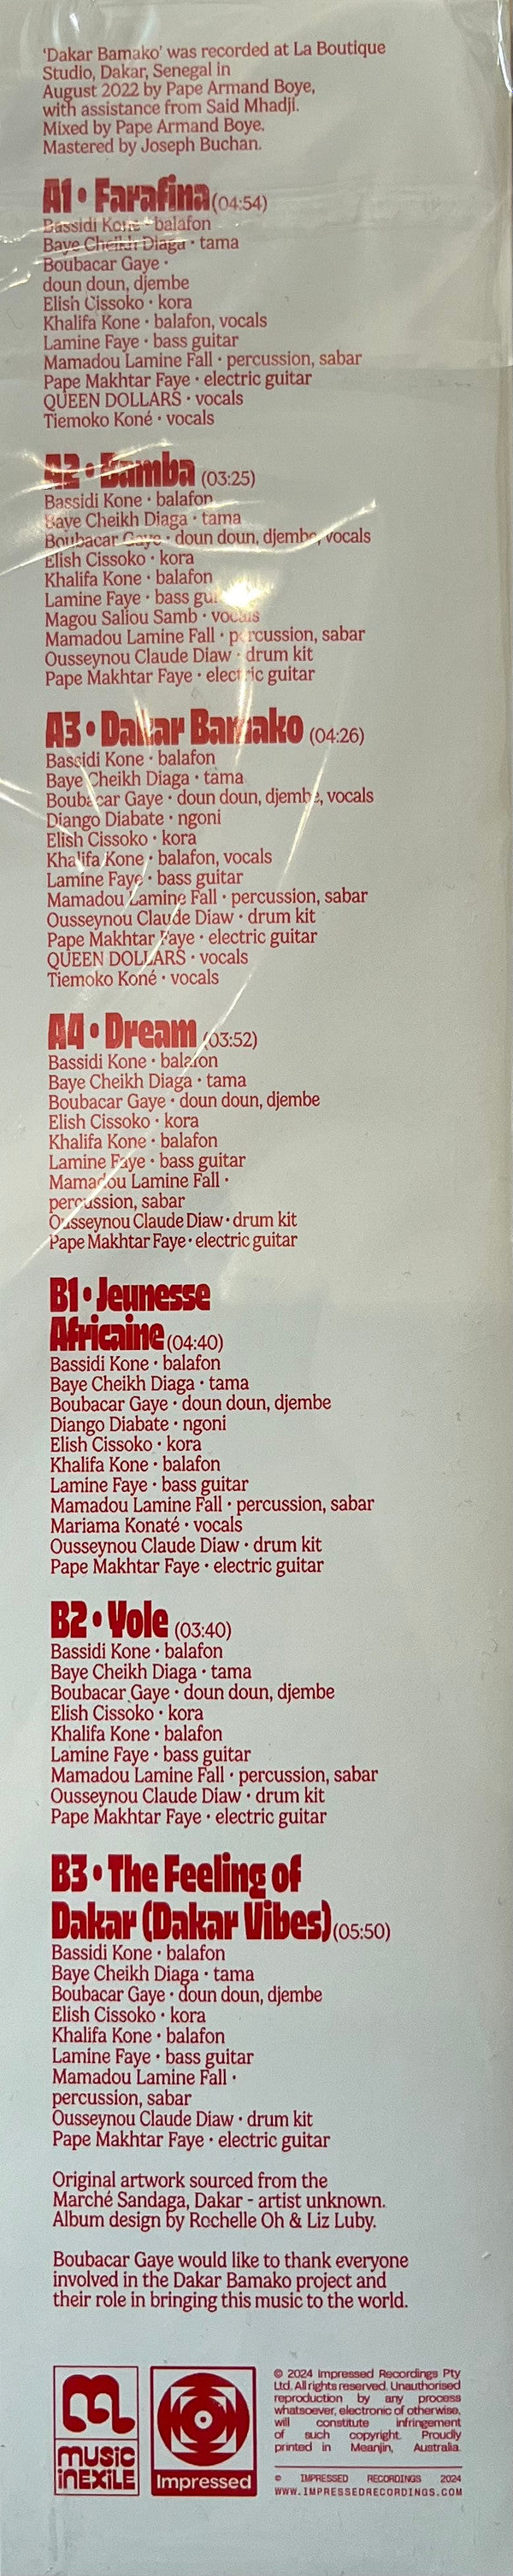 ‘Dakar Bamako’ was recorded at La Boutique
Studio, Dakar, Senegal in
August 2022 by Pape Armand Boye,
with assistance from Said Mhadji.
Mixed by Pape Armand Boye.
Mastered by Joseph Buchan.
A1 • Farafina (04:54)
Bassidi Kone · balafon
Baye Cheikh Diaga · tama
Boubacar Gaye ·
doun doun, djembe
Elish Cissoko · kora
Khalifa Kone · balafon, vocals
Lamine Faye · bass guitar
Mamadou Lamine Fall · percussion, sabar
Pape Makhtar Faye · electric guitar
QUEEN DOLLARS · vocals
Tiemoko Koné · vocals
A2 • Bamba (03:25)
Bassidi Kone · balafon
Baye Cheikh Diaga · tama
Boubacar Gaye · doun doun, djembe, vocals
Elish Cissoko · kora
Khalifa Kone · balafon
Lamine Faye · bass guitar
Magou Saliou Samb · vocals
Mamadou Lamine Fall · percussion, sabar
Ousseynou Claude Diaw · drum kit
Pape Makhtar Faye · electric guitar
A3 • Dakar Bamako (04:26)
Bassidi Kone · balafon
Baye Cheikh Diaga · tama
Boubacar Gaye · doun doun, djembe, vocals
Diango Diabate · ngoni
Elish Cissoko · kora
Khalifa Kone · balafon, vocals
Lamine Faye · bass guitar
Mamadou Lamine Fall · percussion, sabar
Ousseynou Claude Diaw · drum kit
Pape Makhtar Faye · electric guitar
QUEEN DOLLARS · vocals
Tiemoko Koné · vocals
A4 • Dream (03:52)
Bassidi Kone · balafon
Baye Cheikh Diaga · tama
Boubacar Gaye · doun doun, djembe
Elish Cissoko · kora
Khalifa Kone · balafon
Lamine Faye · bass guitar
Mamadou Lamine Fall ·
percussion, sabar
Ousseynou Claude Diaw · drum kit
Pape Makhtar Faye · electric guitar
B1 • Jeunesse
Africaine (04:40)
Bassidi Kone · balafon
Baye Cheikh Diaga · tama
Boubacar Gaye · doun doun, djembe
Diango Diabate · ngoni
Elish Cissoko · kora
Khalifa Kone · balafon
Lamine Faye · bass guitar
Mamadou Lamine Fall · percussion, sabar
Mariama Konaté · vocals
Ousseynou Claude Diaw · drum kit
Pape Makhtar Faye · electric guitar
B2 • Yole (03:40)
Bassidi Kone · balafon
Baye Cheikh Diaga · tama
Boubacar Gaye · doun doun, djembe
Elish Cissoko · kora
Khalifa Kone · balafon
Lamine Faye · bass guitar
Mamadou Lamine Fall · percussion, sabar
Ousseynou Claude Diaw · drum kit
Pape Makhtar Faye · electric guitar
B3 • The Feeling of
Dakar (Dakar Vibes) (05:50)
Bassidi Kone · balafon
Baye Cheikh Diaga · tama
Boubacar Gaye · doun doun, djembe
Elish Cissoko · kora
Khalifa Kone · balafon
Lamine Faye · bass guitar
Mamadou Lamine Fall ·
percussion, sabar
Ousseynou Claude Diaw · drum kit
Pape Makhtar Faye · electric guitar
Original artwork sourced from the
Marché Sandaga, Dakar - artist unknown.
Album design by Rochelle Oh & Liz Luby.
Boubacar Gaye would like to thank everyone
involved in the Dakar Bamako project and
their role in bringing this music to the world.
music
inEXiLE
Impressed
© 2024 Impressed Recordings Pty
Ltd. All rights reserved. Unauthorised
reproduction by any process
whatsoever, electronic of otherwise,
will constitute infringement
of such copyright. Proudly
printed in Meanjin, Australia.
© IMPRESSED RECORDINGS 2024
WWW.IMPRESSEDRECORDINGS.COM